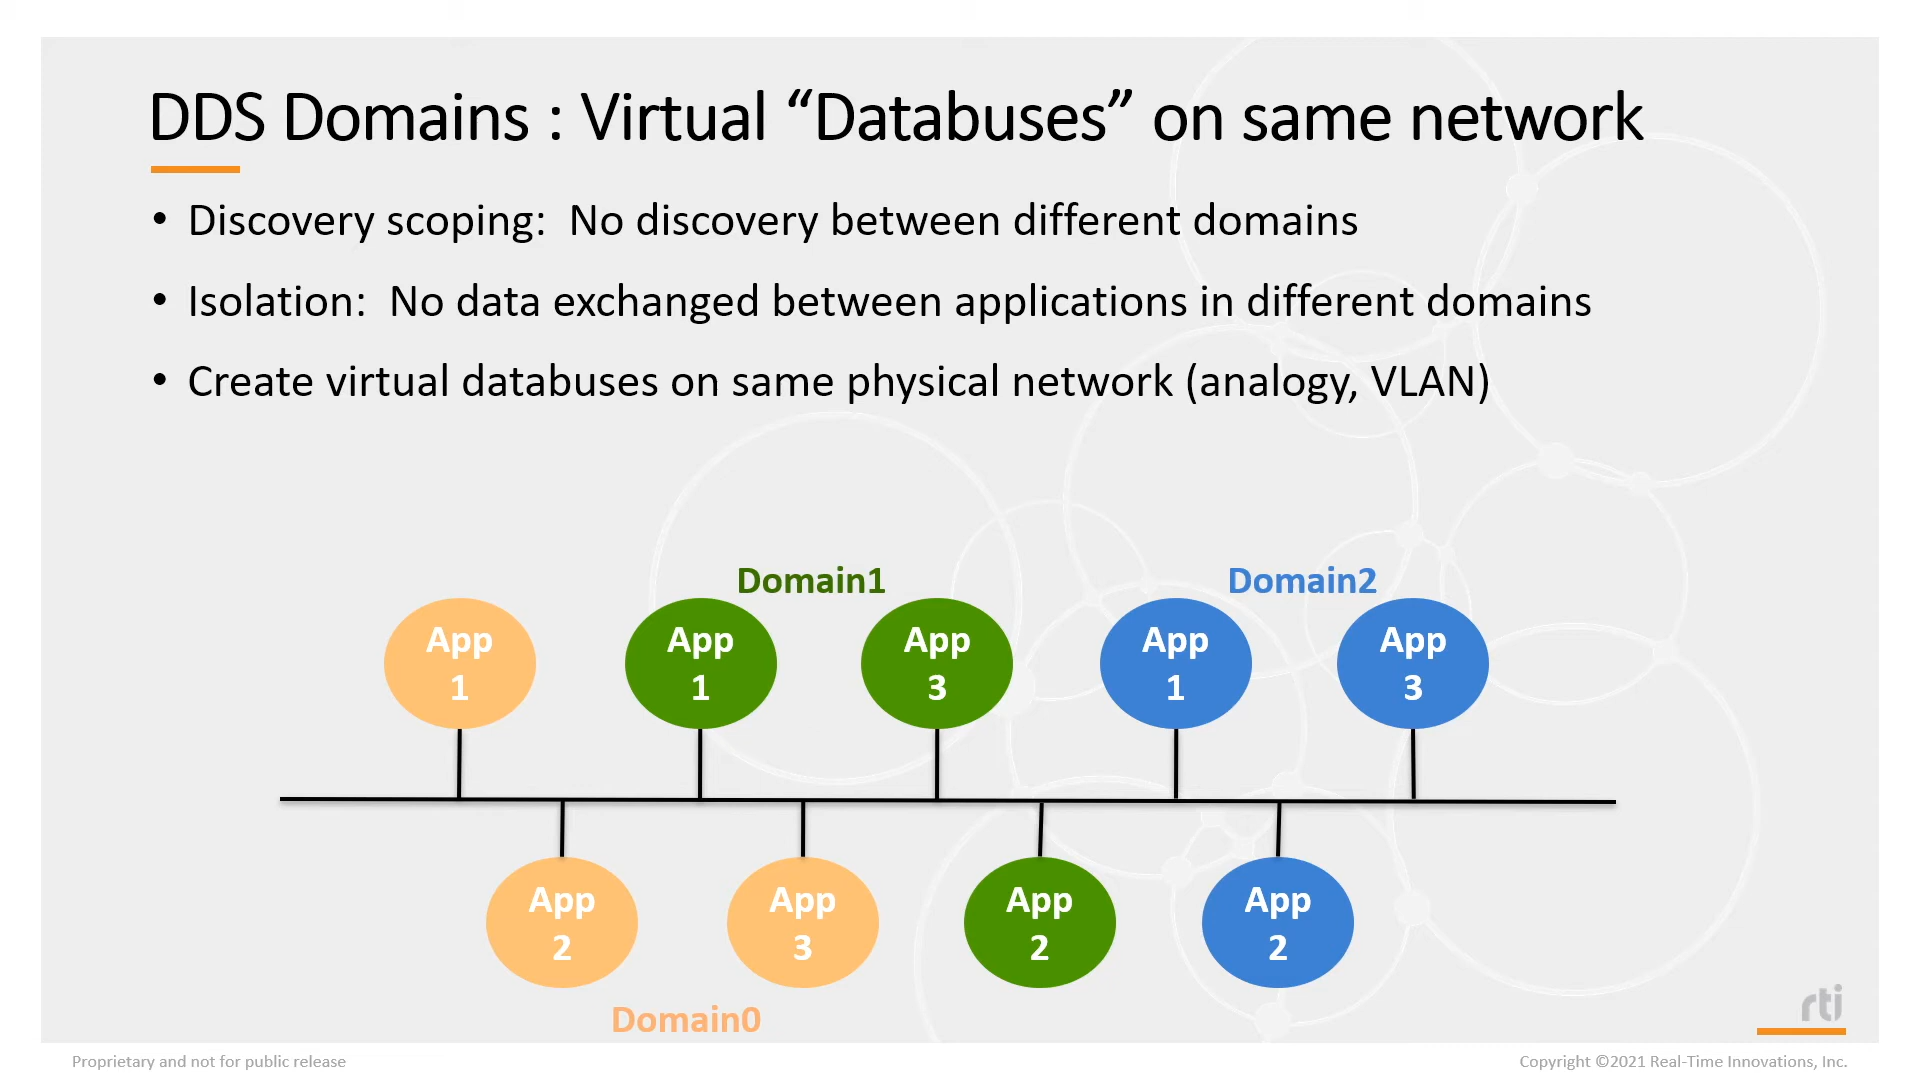 DDS Domains : Virtual “Databuses” on same network
• Discovery scoping:  No discovery between different domains
• Isolation:  No data exchanged between applications in different domains
• Create virtual databuses on same physical network (analogy, VLAN)
Domain1
Domain2
App
1
App
1
App
3
App
1
App
3
App
2
App
3
App
2
App
2
Domain0
rti
Proprietary and not for public release
Copyright ©2021 Real-Time Innovations, Inc.